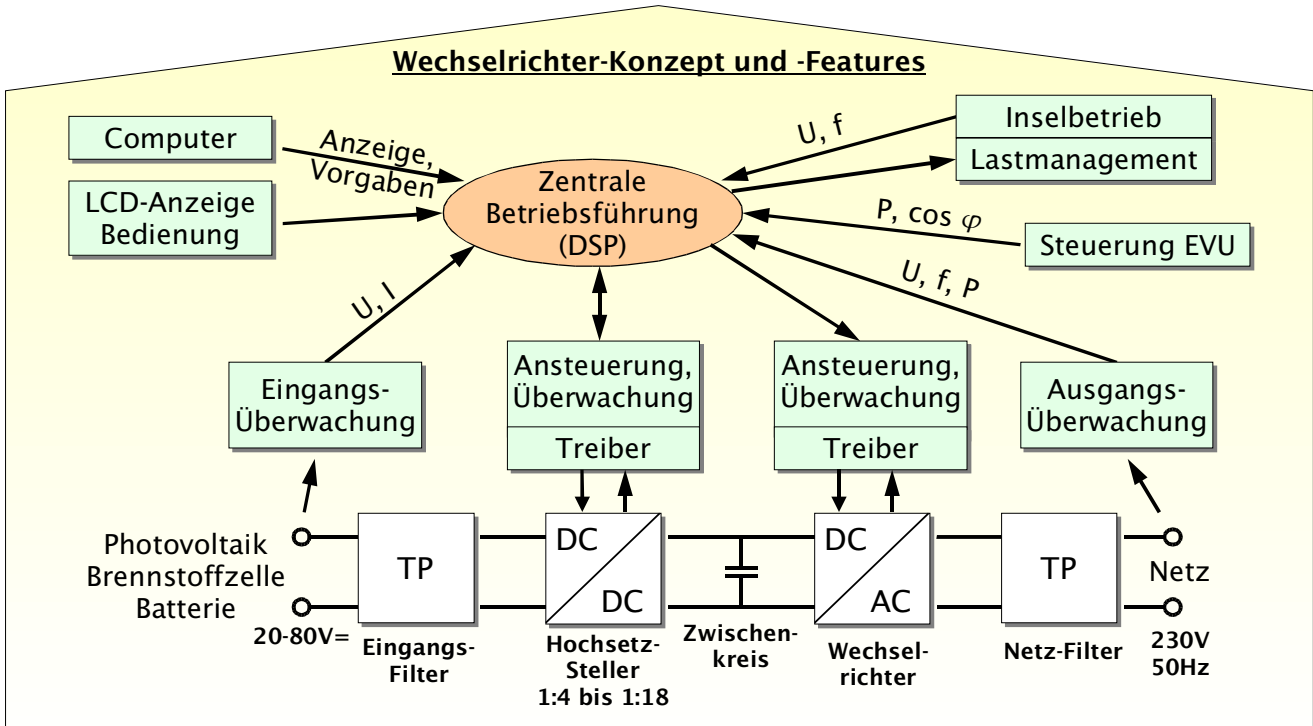 Wechselrichter-Konzept und -Features
Computer
Anzeige,
Vorgaben
LCD-Anzeige
Bedienung
Zentrale
Betriebsführung
(DSP)
U, f
Inselbetrieb
Lastmanagement
P, cos φ
Steuerung EVU
U, f, P
U, I
Eingangs-
Überwachung
Ansteuerung,
Überwachung
Treiber
Ansteuerung,
Überwachung
Treiber
Ausgangs-
Überwachung
Photovoltaik
Brennstoffzelle
Batterie
20-80V=
TP
Eingangs-
Filter
DC
DC
Hochsetz-
Steller
1:4 bis 1:18
Zwischen-
kreis
DC
AC
Wechsel-
richter
TP
Netz-Filter
Netz
230V
50Hz